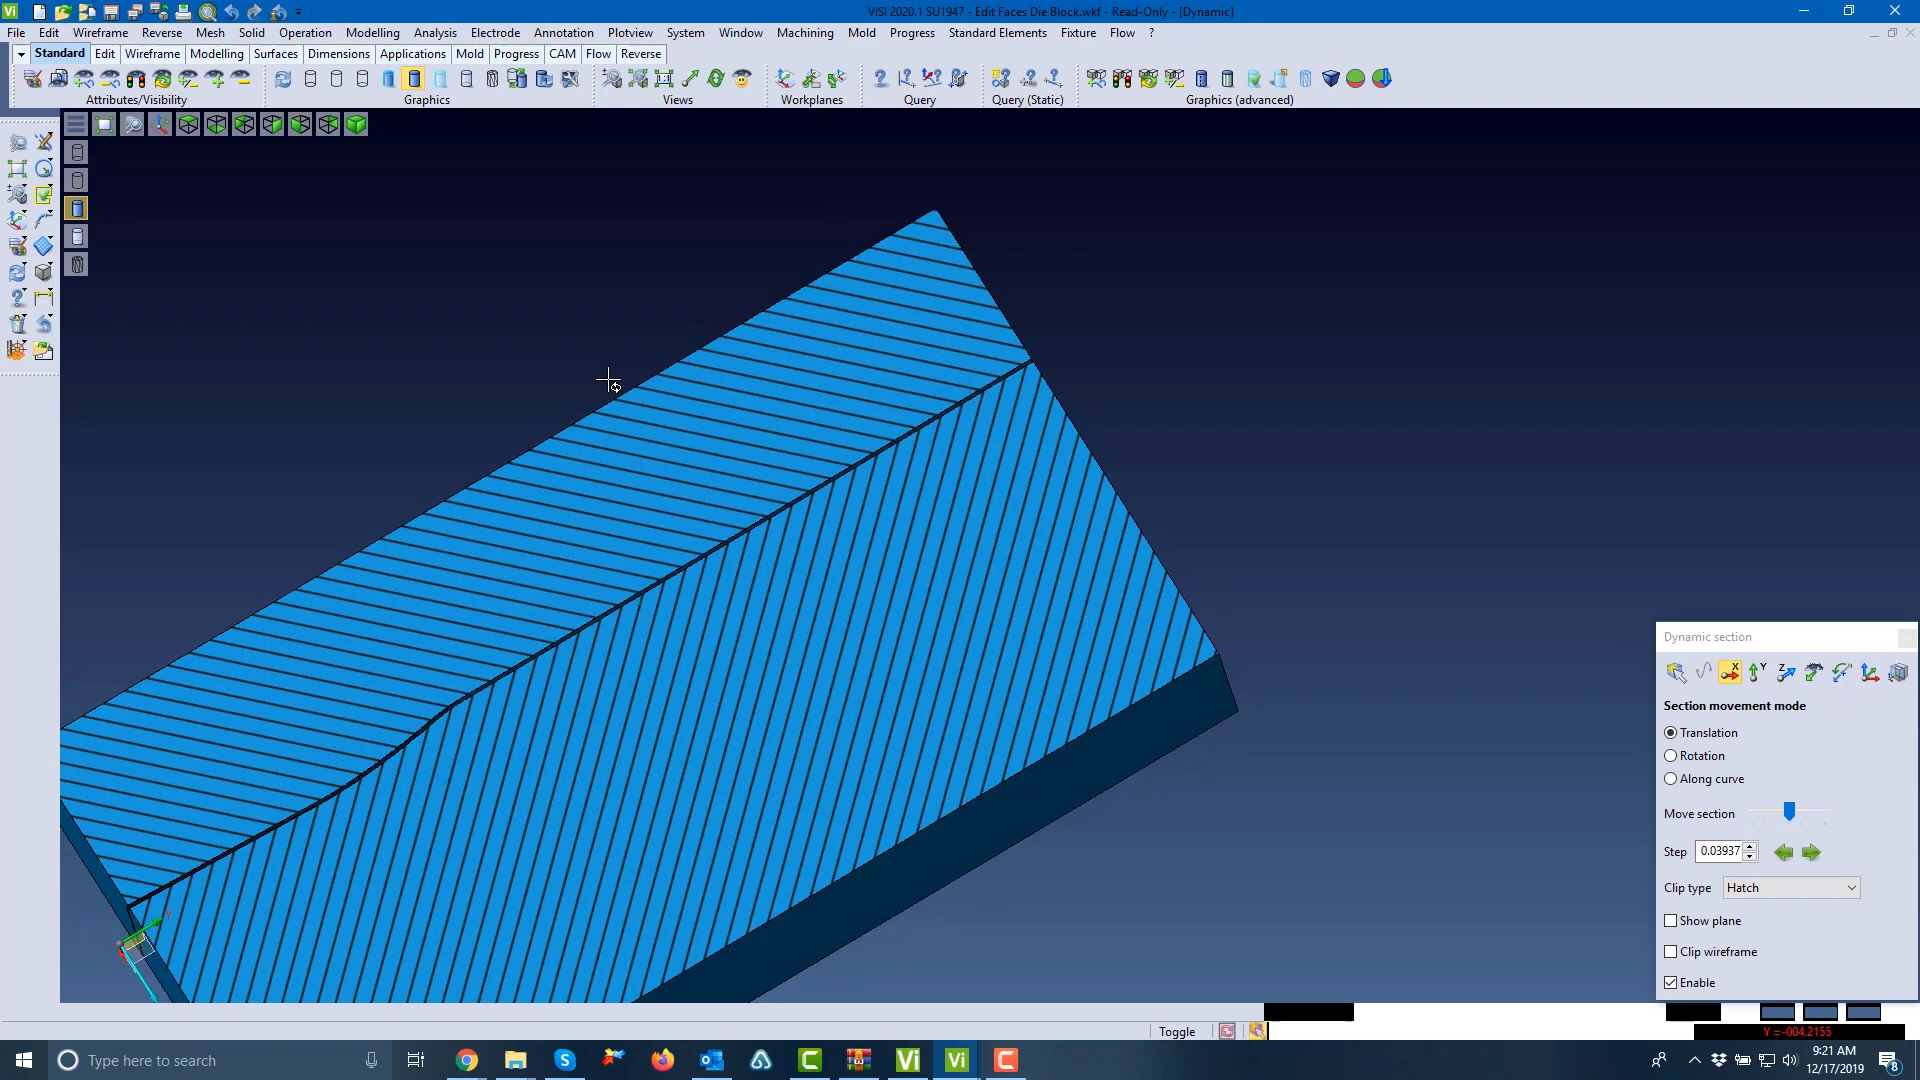 Vi VISI 2020.1 SU1947 - Edit Faces Die Block.wkf - Read-Only - [Dynamic]
File Edit Wireframe Reverse Mesh Solid Operation Modelling Analysis Electrode Annotation Plotview System Window Machining Mold Progress Standard Elements Fixture Flow ?
Standard Edit Wireframe Modelling Surfaces Dimensions Applications Mold Progress CAM Flow Reverse
Attributes/Visibility Graphics Views Workplanes Query Query (Static) Graphics (advanced)
Dynamic section
X Y Z
Section movement mode
Translation
Rotation
Along curve
Move section
Step 0.03937
Clip type Hatch
Show plane
Clip wireframe
Enable
Y
Toggle
Y =-004.2155
Type here to search
9:21 AM
12/17/2019
8